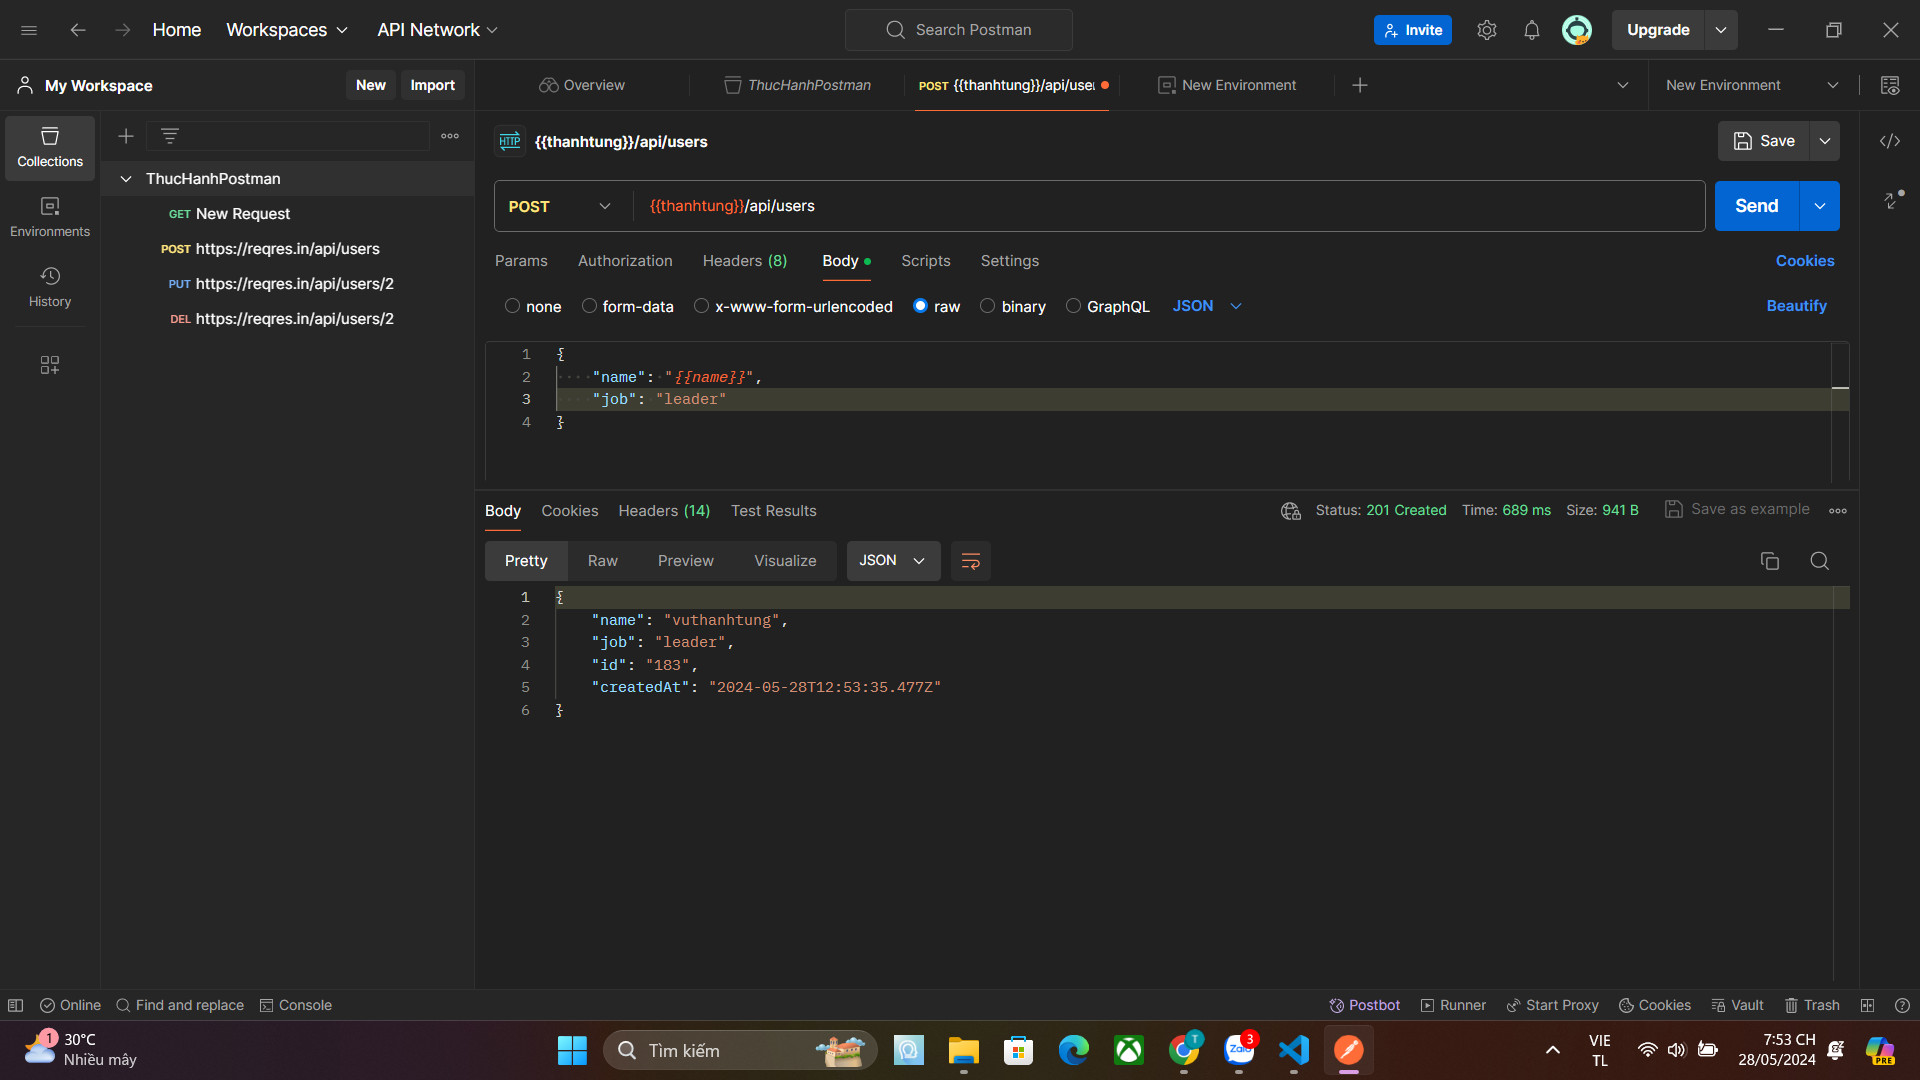 Home
Workspaces
API Network
Search Postman
Invite
Upgrade
My Workspace
New
Import
Overview
ThucHanhPostman
POST {{thanhtung}}/api/user
New Environment
New Environment
Collections
Environments
History
ThucHanhPostman
GET New Request
POST https://reqres.in/api/users
PUT https://reqres.in/api/users/2
DEL https://reqres.in/api/users/2
HTTP {{thanhtung}}/api/users
Save
POST
{{thanhtung}}/api/users
Send
Params
Authorization
Headers (8)
Body
Scripts
Settings
Cookies
none
form-data
x-www-form-urlencoded
raw
binary
GraphQL
JSON
Beautify
1 {
2 "name": "{{name}}",
3 "job": "leader"
4 }
Body
Cookies
Headers (14)
Test Results
Status: 201 Created
Time: 689 ms
Size: 941 B
Save as example
Pretty
Raw
Preview
Visualize
JSON
1 {
2 "name": "vuthanhtung",
3 "job": "leader",
4 "id": "183",
5 "createdAt": "2024-05-28T12:53:35.477Z"
6 }
Online
Find and replace
Console
Postbot
Runner
Start Proxy
Cookies
Vault
Trash
1
30°C
Nhiều mây
Tìm kiếm
T
Zalo
3
VIE
TL
7:53 CH
28/05/2024
PRE